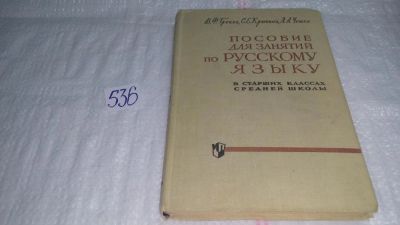 В.Ф.Греков, С.Е.Крючков, Л.А.Чешко
ПОСОБИЕ
ДЛЯ ЗАНЯТИЙ
ПО РУССКОМУ
ЯЗЫКУ
В СТАРШИХ КЛАССАХ
СРЕДНЕЙ ШКОЛЫ
536